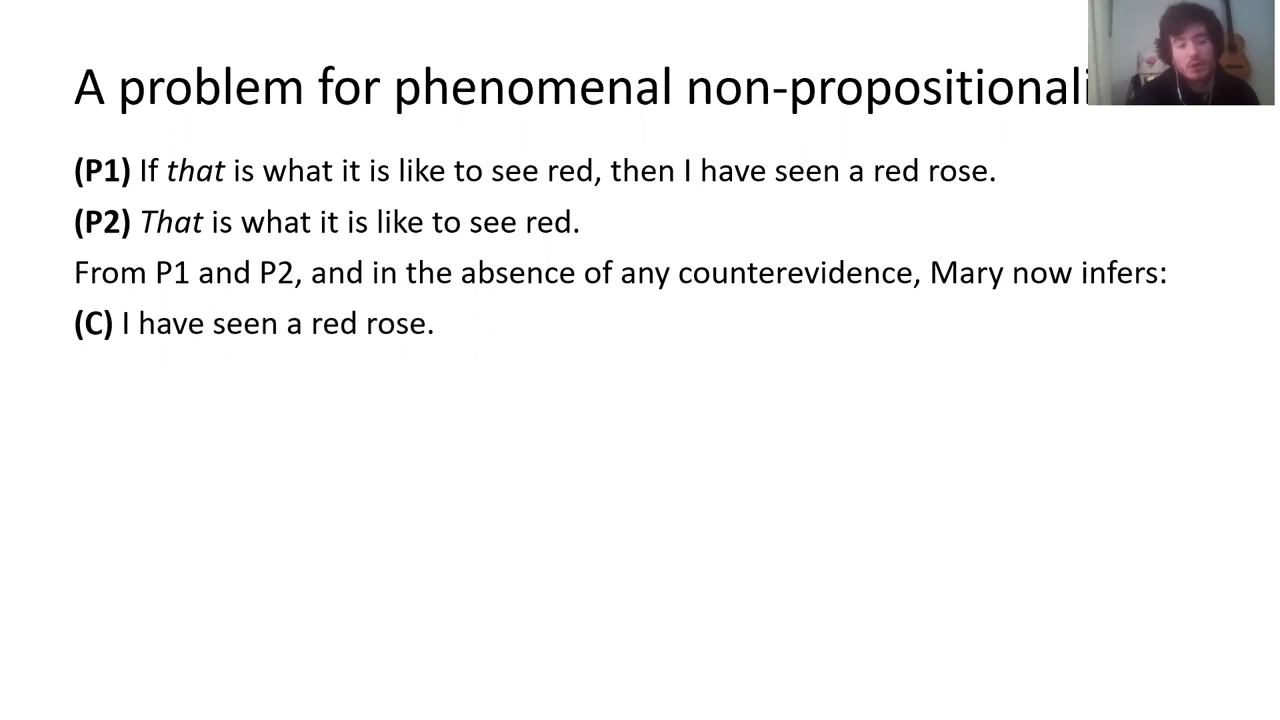 A problem for phenomenal non-propositionali
(P1) If that is what it is like to see red, then I have seen a red rose.
(P2) That is what it is like to see red.
From P1 and P2, and in the absence of any counterevidence, Mary now infers:
(C) I have seen a red rose.